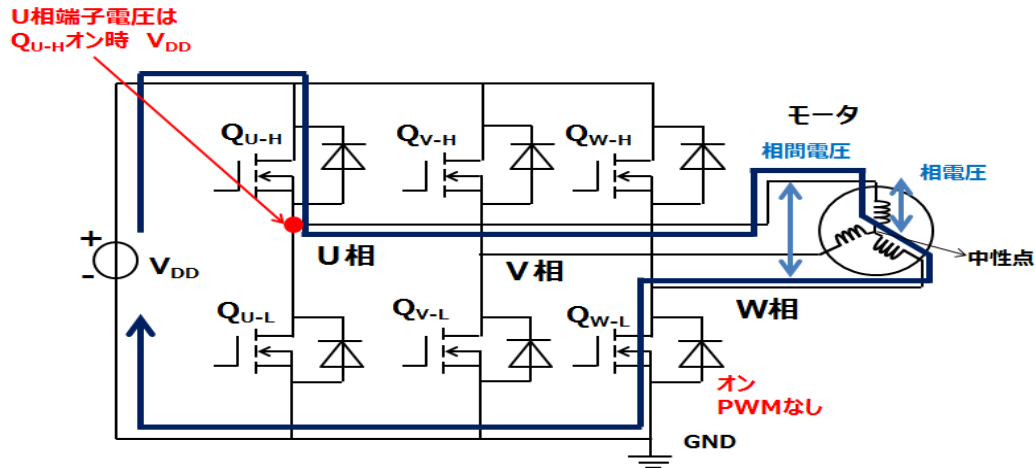 U相端子電圧は
QU-Hオン時 VDD
モータ
QU-H
QV-H
QW-H
相間電圧
相電圧
+
-
VDD
U相
V相
W相
中性点
QU-L
QV-L
QW-L
オン
PWMなし
GND